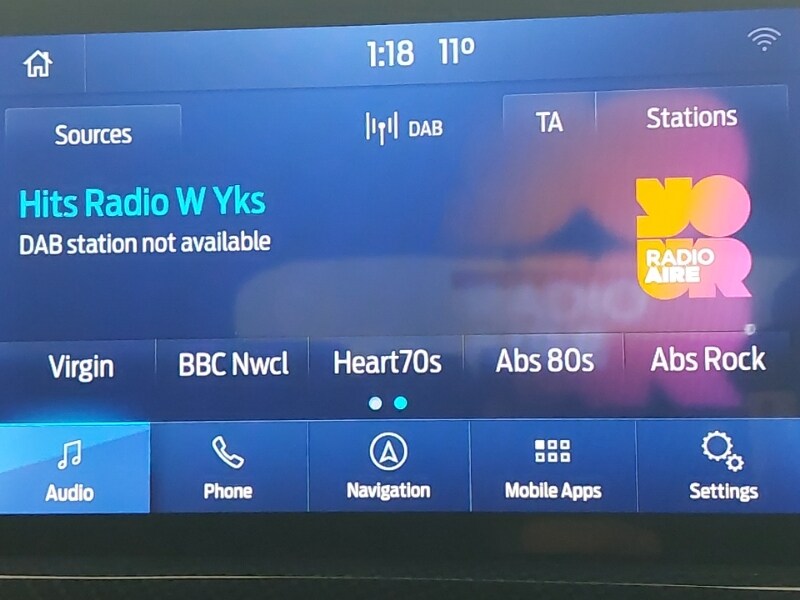 1:18 11°
Sources
DAB
TA
Stations
Hits Radio W Yks
DAB station not available
YOUR
RADIO
AIRE
Virgin
BBC Nwcl
Heart70s
Abs 80s
Abs Rock
Audio
Phone
Navigation
Mobile Apps
Settings